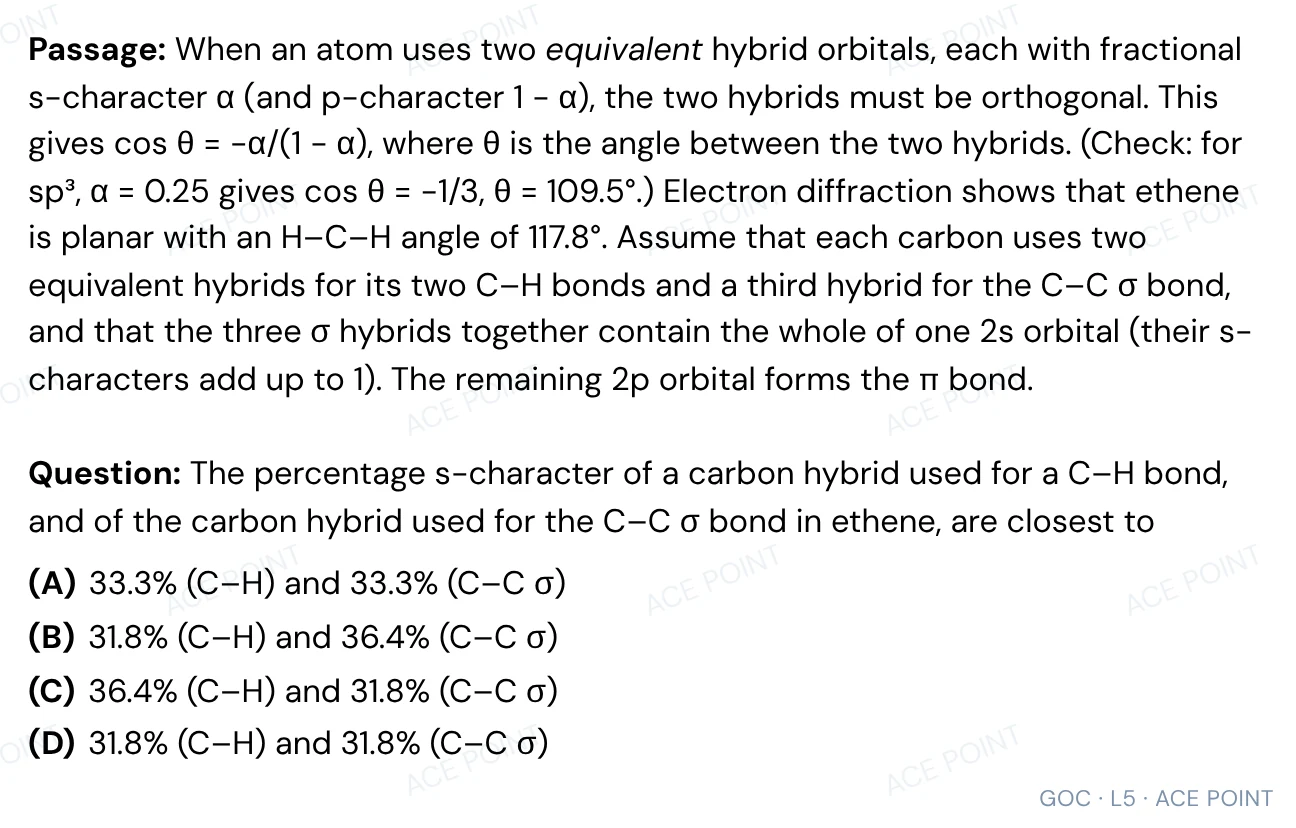 Passage: When an atom uses two equivalent hybrid orbitals, each with fractional
s-character α (and p-character 1 - α), the two hybrids must be orthogonal. This
gives cos θ = -α/(1 - α), where θ is the angle between the two hybrids. (Check: for
sp³, α = 0.25 gives cos θ = -1/3, θ = 109.5°.) Electron diffraction shows that ethene
is planar with an H–C–H angle of 117.8°. Assume that each carbon uses two
equivalent hybrids for its two C–H bonds and a third hybrid for the C–C σ bond,
and that the three σ hybrids together contain the whole of one 2s orbital (their s-
characters add up to 1). The remaining 2p orbital forms the π bond.
Question: The percentage s-character of a carbon hybrid used for a C–H bond,
and of the carbon hybrid used for the C–C σ bond in ethene, are closest to
(A) 33.3% (C–H) and 33.3% (C–C σ)
(B) 31.8% (C–H) and 36.4% (C–C σ)
(C) 36.4% (C–H) and 31.8% (C–C σ)
(D) 31.8% (C–H) and 31.8% (C–C σ)
GOC · L5 · ACE POINT